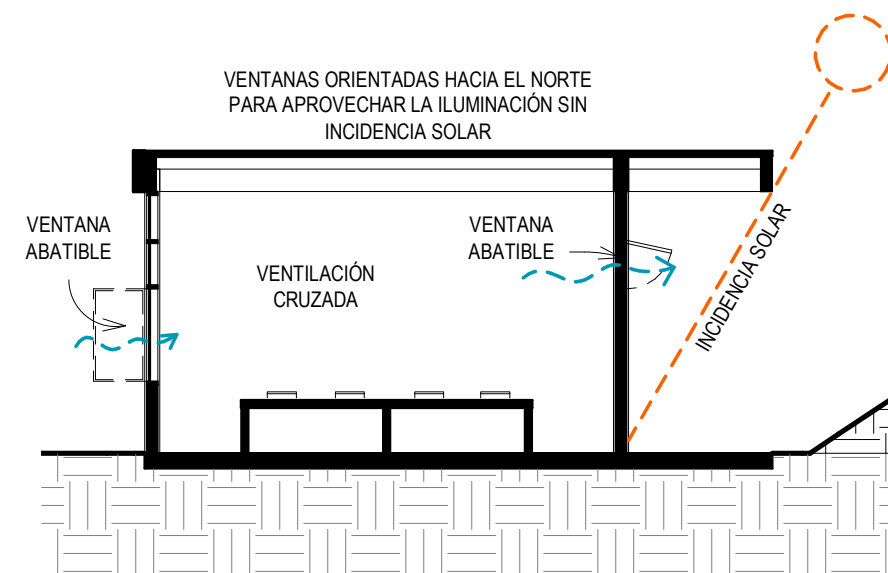 VENTANAS ORIENTADAS HACIA EL NORTE
PARA APROVECHAR LA ILUMINACIÓN SIN
INCIDENCIA SOLAR
VENTANA
ABATIBLE
VENTILACIÓN
CRUZADA
VENTANA
ABATIBLE
INCIDENCIA SOLAR